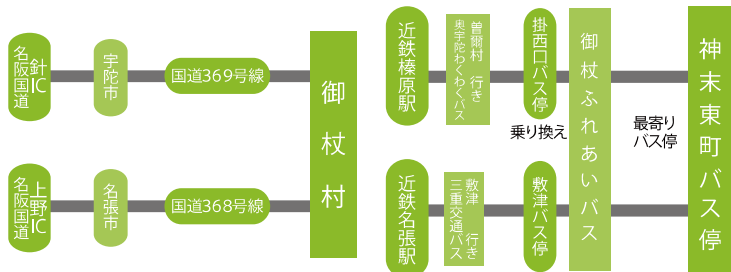 名阪国道
針IC
宇陀市
国道369号線
名阪国道
上野IC
名張市
国道368号線
御杖村
近鉄榛原駅
曽爾村 行き
奥宇陀わくわくバス
掛西口バス停
近鉄名張駅
敷津 行き
三重交通バス
敷津バス停
乗り換え
御杖ふれあいバス
最寄り
バス停
神末東町バス停